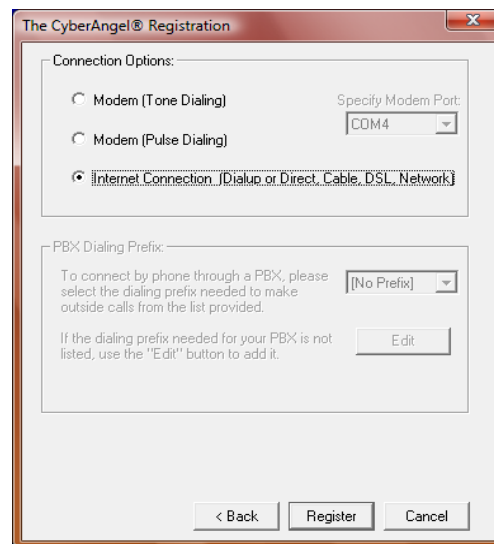 The CyberAngel® Registration
Connection Options:
Modem (Tone Dialing)
Specify Modem Port:
COM4
Modem (Pulse Dialing)
Internet Connection (Dialup or Direct, Cable, DSL, Network)
PBX Dialing Prefix:
To connect by phone through a PBX, please
select the dialing prefix needed to make
outside calls from the list provided.
[No Prefix]
If the dialing prefix needed for your PBX is not
listed, use the "Edit" button to add it.
Edit
< Back
Register
Cancel